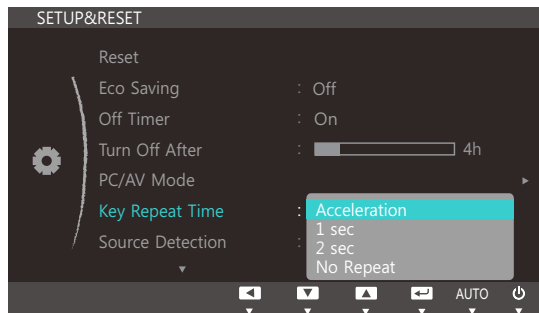 SETUP&RESET
Reset
Eco Saving : Off
Off Timer : On
Turn Off After : 4h
PC/AV Mode
Key Repeat Time : Acceleration
1 sec
Source Detection : 2 sec
No Repeat
AUTO